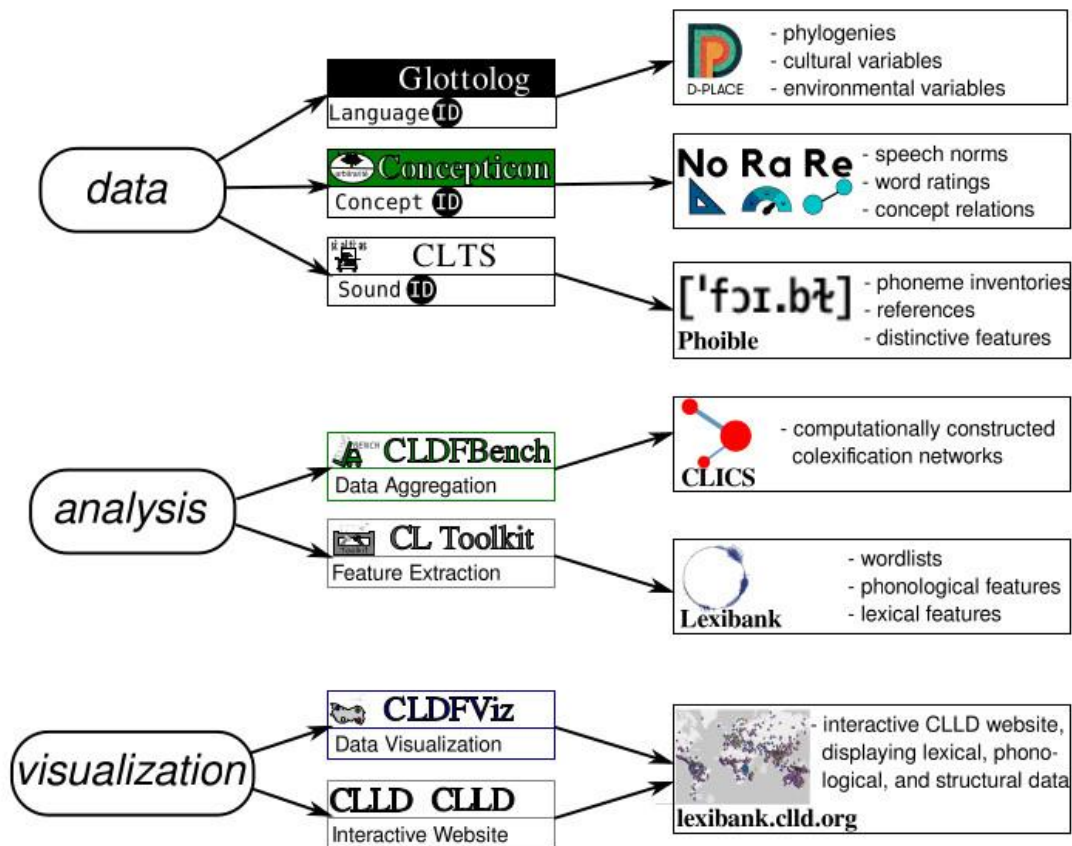 data
Glottolog
Language ID
Concepticon
Concept ID
CLTS
Sound ID
D-PLACE
- phylogenies
- cultural variables
- environmental variables
No Ra Re
- speech norms
- word ratings
- concept relations
[ˈfɔɪ.bɫ]
Phoible
- phoneme inventories
- references
- distinctive features
analysis
CLDFBench
Data Aggregation
CL Toolkit
Feature Extraction
CLICS
- computationally constructed
colexification networks
Lexibank
- wordlists
- phonological features
- lexical features
visualization
CLDFViz
Data Visualization
CLLD CLLD
Interactive Website
- interactive CLLD website,
displaying lexical, phono-
logical, and structural data
lexibank.clld.org